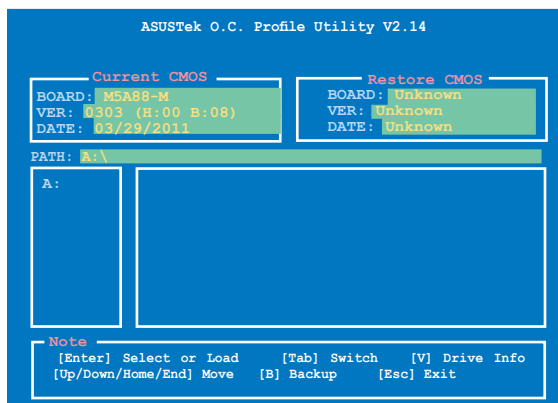 ASUSTek O.C. Profile Utility V2.14
Current CMOS
BOARD: M5A88-M
VER: 0303 (H:00 B:08)
DATE: 03/29/2011
Restore CMOS
BOARD: Unknown
VER: Unknown
DATE: Unknown
PATH: A:\
A:
Note
[Enter] Select or Load [Tab] Switch [V] Drive Info
[Up/Down/Home/End] Move [B] Backup [Esc] Exit